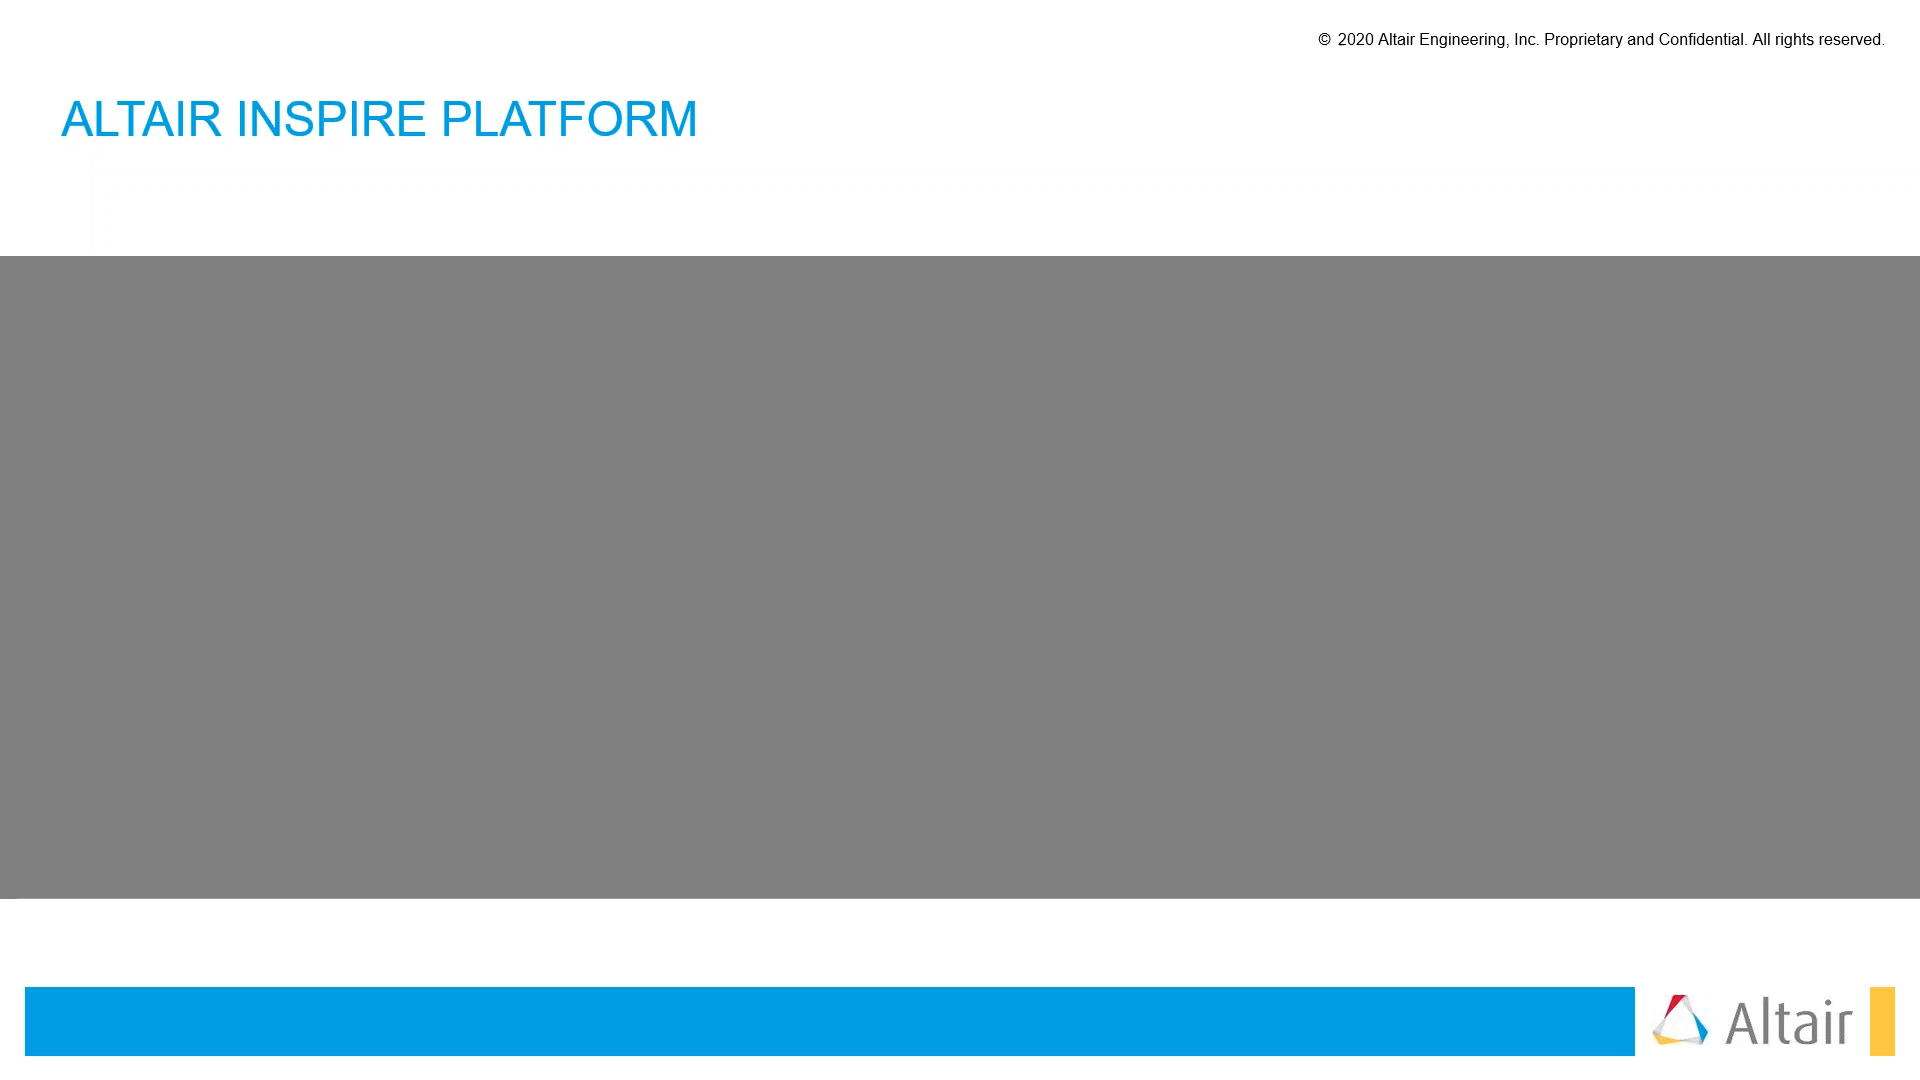 © 2020 Altair Engineering, Inc. Proprietary and Confidential. All rights reserved.
ALTAIR INSPIRE PLATFORM
Altair